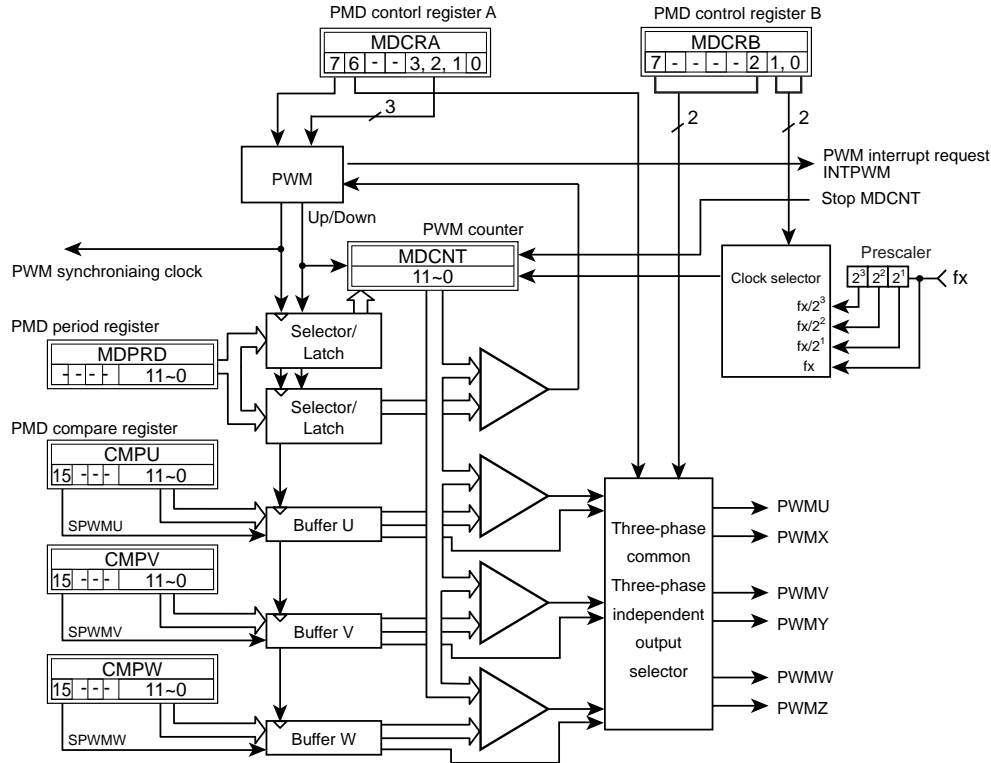 PMD contorl register A
PMD control register B
MDCRA
7 6 - - 3, 2, 1 0
MDCRB
7 - - - - 2 1, 0
3
2
2
PWM
PWM interrupt request
INTPWM
Up/Down
Stop MDCNT
PWM counter
MDCNT
11~0
PWM synchroniaing clock
Clock selector
fx/2³
fx/2²
fx/2¹
fx
Prescaler
2³ 2² 2¹
fx
PMD period register
MDPRD
- - - - 11~0
Selector/
Latch
Selector/
Latch
PMD compare register
CMPU
15 - - - 11~0
SPWMU
Buffer U
CMPV
15 - - - 11~0
SPWMV
Buffer V
CMPW
15 - - - 11~0
SPWMW
Buffer W
Three-phase
common
Three-phase
independent
output
selector
PWMU
PWMX
PWMV
PWMY
PWMW
PWMZ